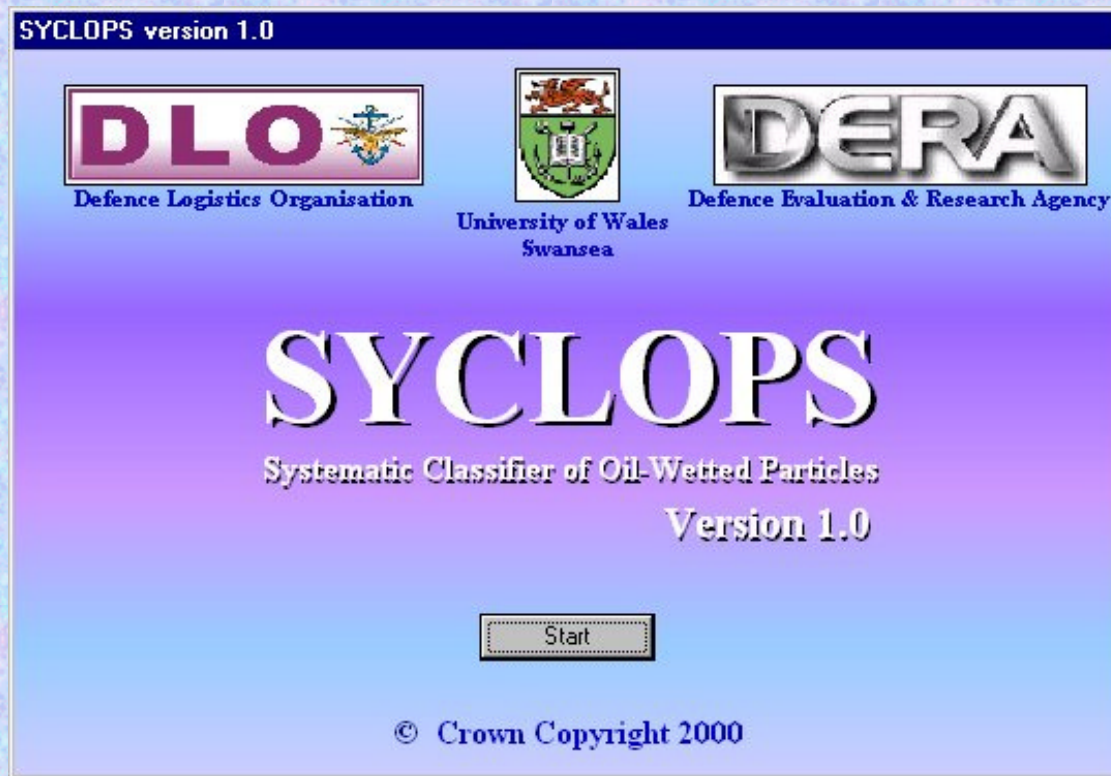 SYCLOPS version 1.0
DLO
Defence Logistics Organisation
University of Wales
Swansea
DERA
Defence Evaluation & Research Agency
SYCLOPS
Systematic Classifier of Oil-Wetted Particles
Version 1.0
Start
© Crown Copyright 2000